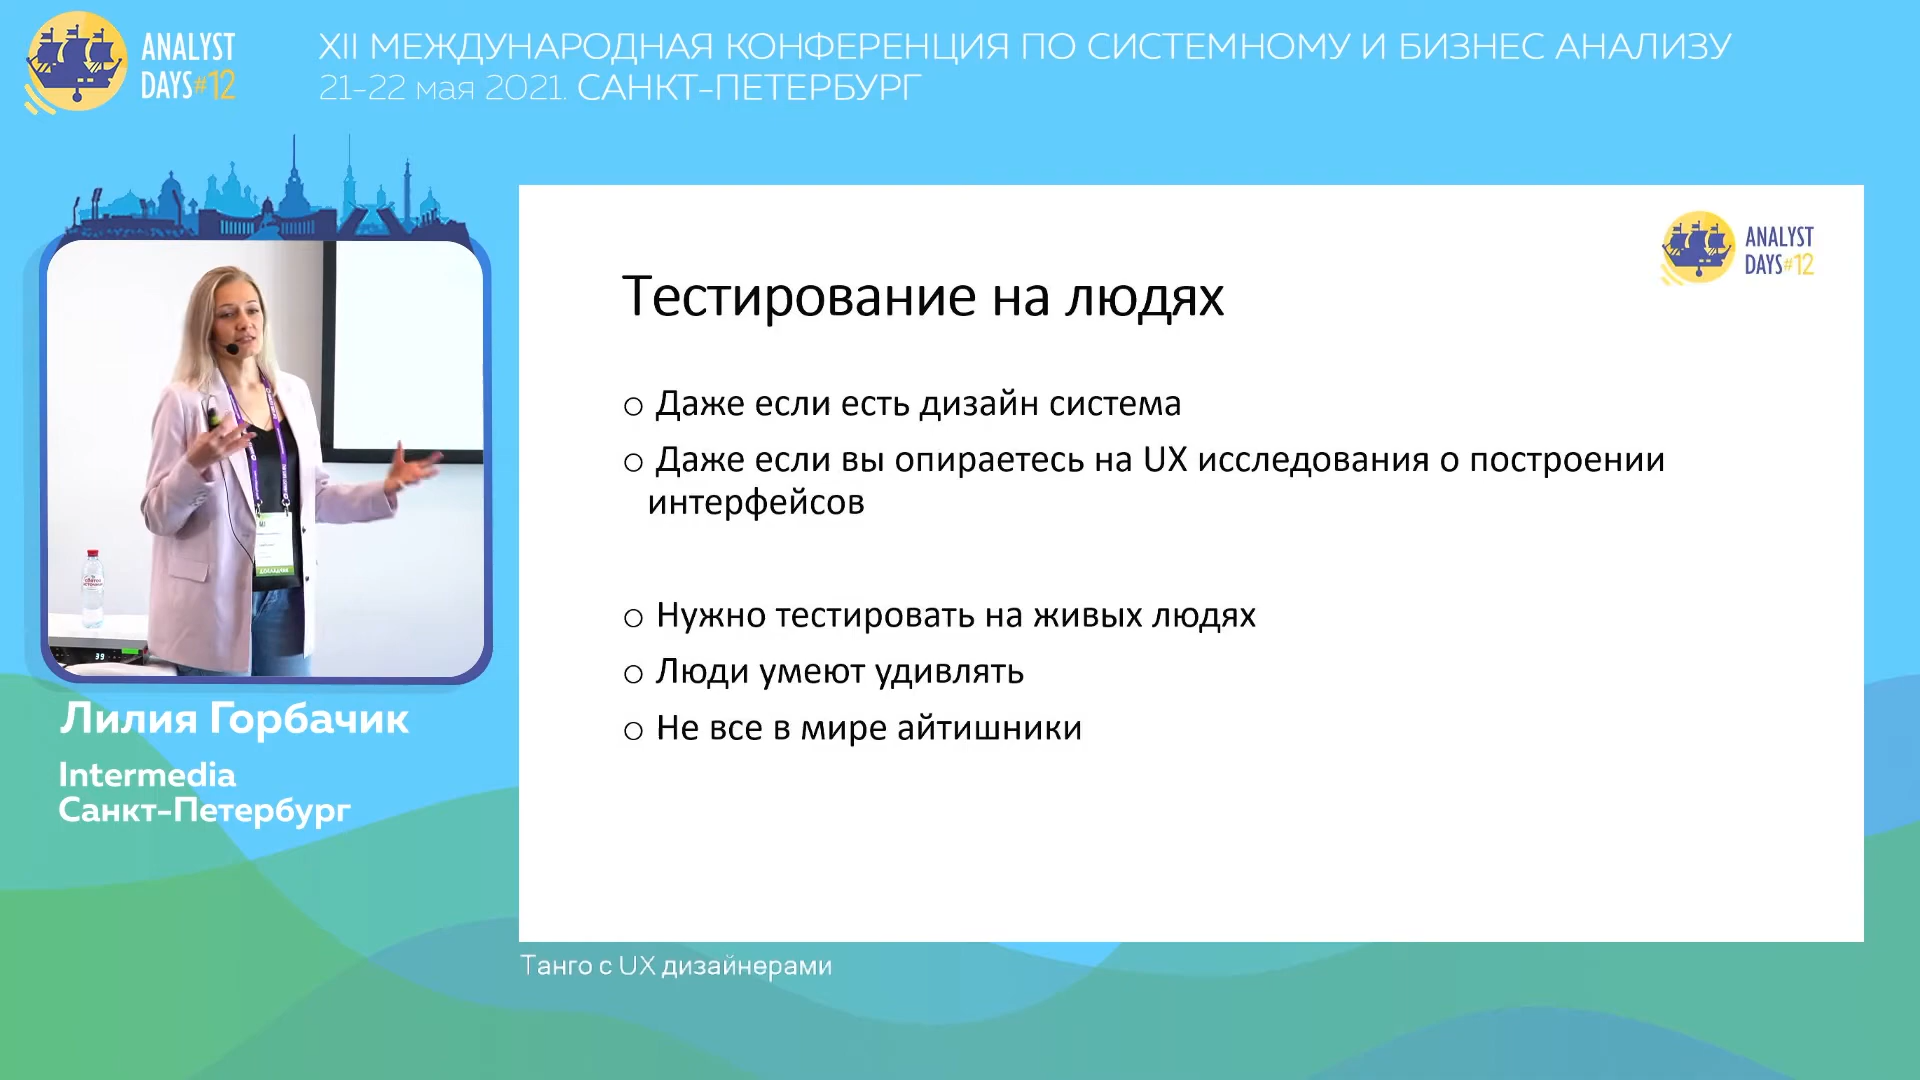 ANALYST
DAYS#12
XII МЕЖДУНАРОДНАЯ КОНФЕРЕНЦИЯ ПО СИСТЕМНОМУ И БИЗНЕС АНАЛИЗУ
21-22 мая 2021. САНКТ-ПЕТЕРБУРГ
ANALYST
DAYS#12
Тестирование на людях
Даже если есть дизайн система
Даже если вы опираетесь на UX исследования о построении
интерфейсов
Нужно тестировать на живых людях
Люди умеют удивлять
Не все в мире айтишники
39
ДОКЛАДЧИК
Лилия Горбачик
Intermedia
Санкт-Петербург
Танго с UX дизайнерами